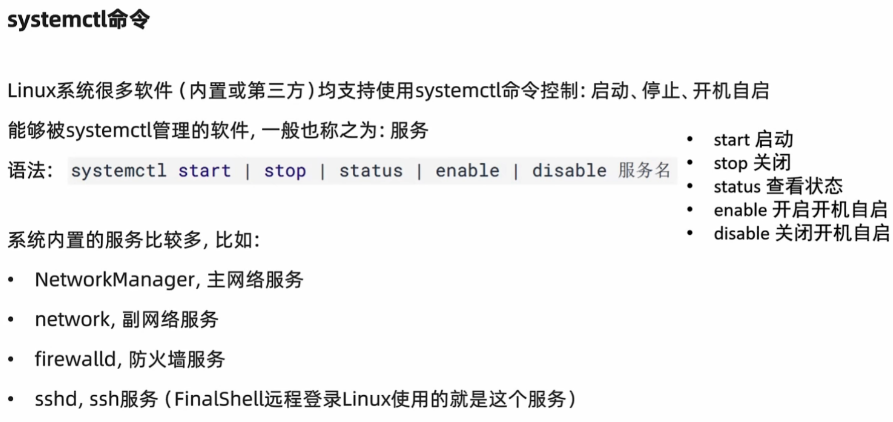 systemctl命令
Linux系统很多软件（内置或第三方）均支持使用systemctl命令控制：启动、停止、开机自启
能够被systemctl管理的软件，一般也称之为：服务
语法： systemctl start | stop | status | enable | disable 服务名
• start 启动
• stop 关闭
• status 查看状态
• enable 开启开机自启
• disable 关闭开机自启
系统内置的服务比较多，比如：
• NetworkManager, 主网络服务
• network, 副网络服务
• firewalld, 防火墙服务
• sshd, ssh服务（FinalShell远程登录Linux使用的就是这个服务）